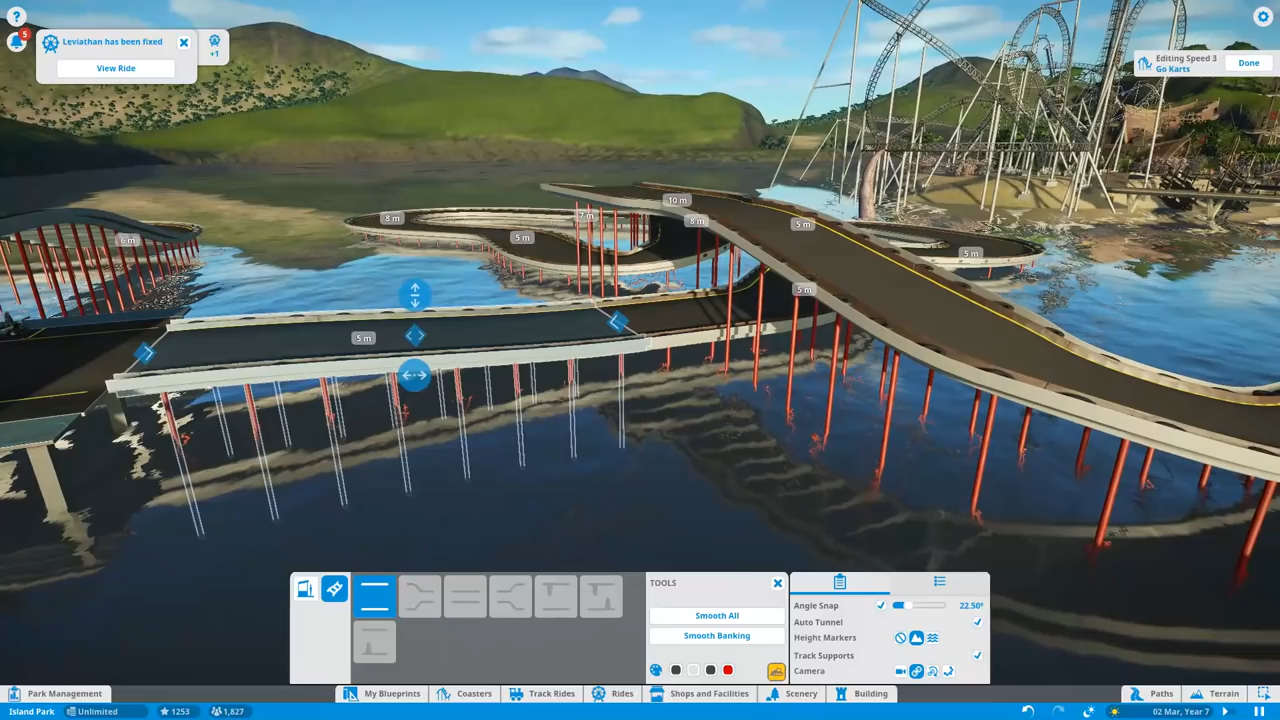 ?
5
Leviathan has been fixed
+1
View Ride
Editing Speed 3
Go Karts
Done
10 m
8 m
7 m
8 m
5 m
5 m
6 m
5 m
5 m
5 m
TOOLS
Smooth All
Smooth Banking
Angle Snap
22.50°
Auto Tunnel
Height Markers
Track Supports
Camera
Park Management
My Blueprints
Coasters
Track Rides
Rides
Shops and Facilities
Scenery
Building
Paths
Terrain
Island Park
Unlimited
1253
1,827
02 Mar, Year 7